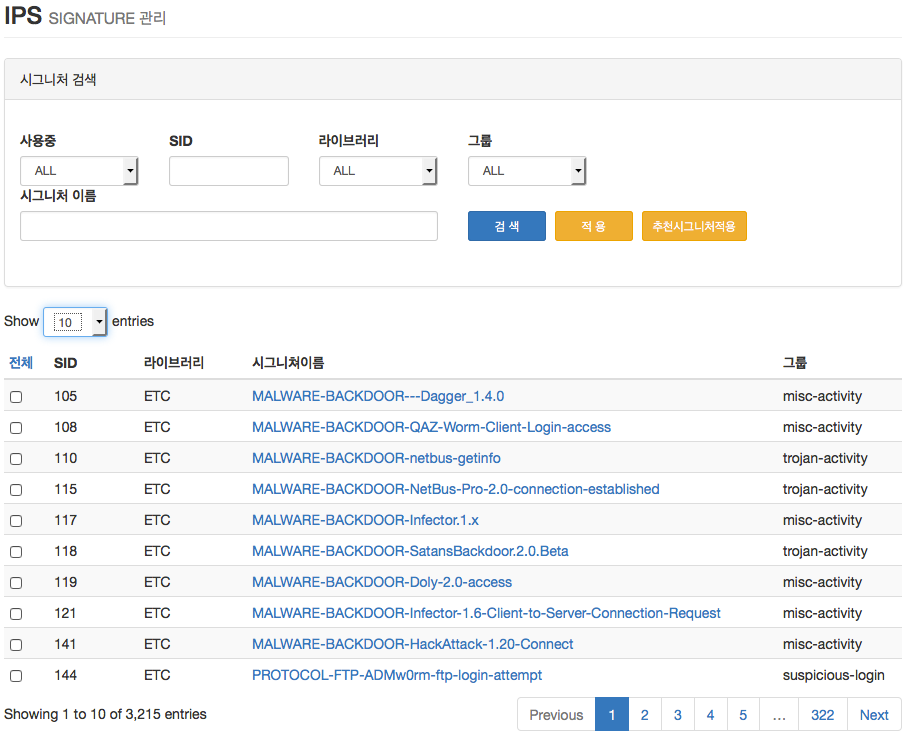 IPS SIGNATURE 관리
시그니처 검색
사용중 SID 라이브러리 그룹
ALL ALL ALL
시그니처 이름
검 색 적 용 추천시그니처적용
Show 10 entries
전체 SID 라이브러리 시그니쳐이름 그룹
105 ETC MALWARE-BACKDOOR---Dagger_1.4.0 misc-activity
108 ETC MALWARE-BACKDOOR-QAZ-Worm-Client-Login-access misc-activity
110 ETC MALWARE-BACKDOOR-netbus-getinfo trojan-activity
115 ETC MALWARE-BACKDOOR-NetBus-Pro-2.0-connection-established trojan-activity
117 ETC MALWARE-BACKDOOR-Infector.1.x misc-activity
118 ETC MALWARE-BACKDOOR-SatansBackdoor.2.0.Beta trojan-activity
119 ETC MALWARE-BACKDOOR-Doly-2.0-access misc-activity
121 ETC MALWARE-BACKDOOR-Infector-1.6-Client-to-Server-Connection-Request misc-activity
141 ETC MALWARE-BACKDOOR-HackAttack-1.20-Connect misc-activity
144 ETC PROTOCOL-FTP-ADMw0rm-ftp-login-attempt suspicious-login
Showing 1 to 10 of 3,215 entries Previous 1 2 3 4 5 … 322 Next